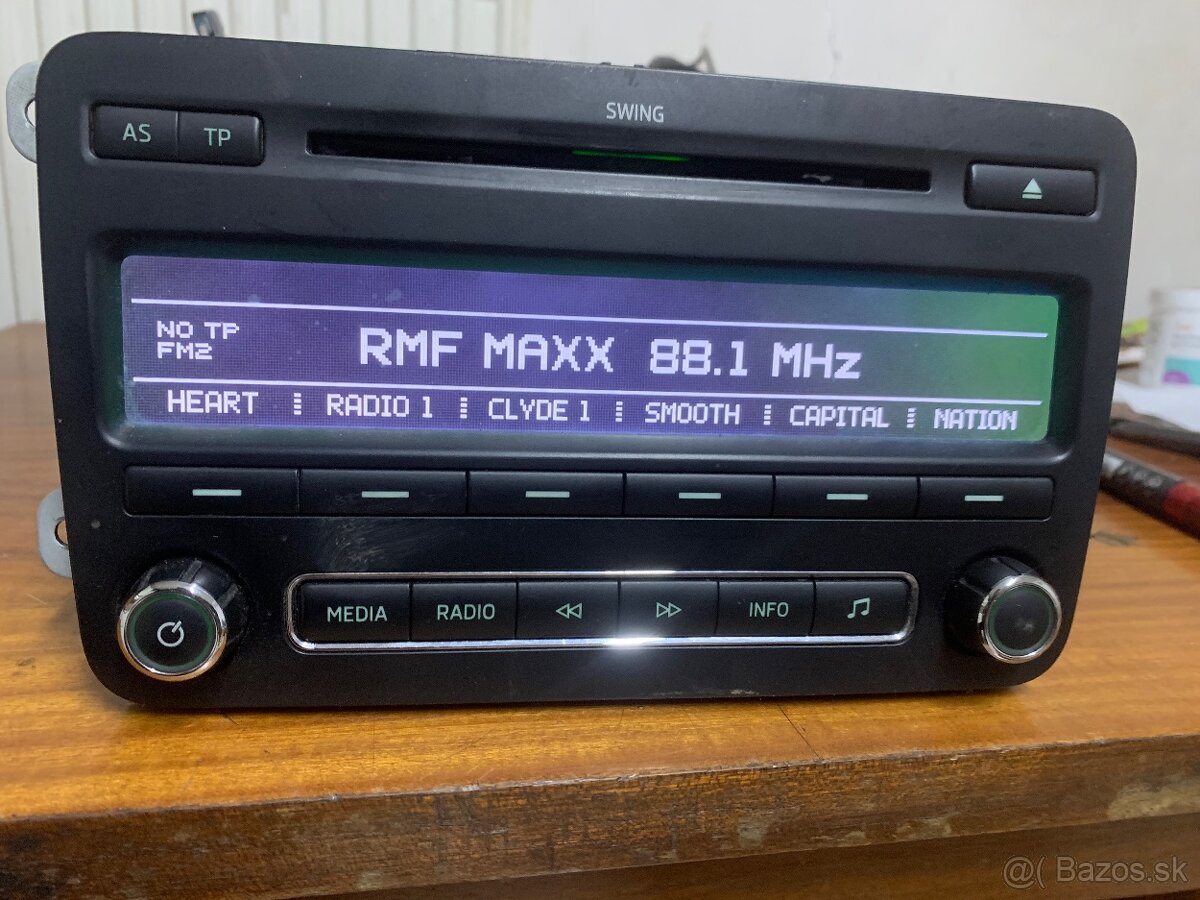 SWING
AS TP
NO TP
FM2
RMF MAXX 88.1 MHz
HEART RADIO 1 CLYDE 1 SMOOTH CAPITAL NATION
MEDIA RADIO INFO
@( Bazos.sk